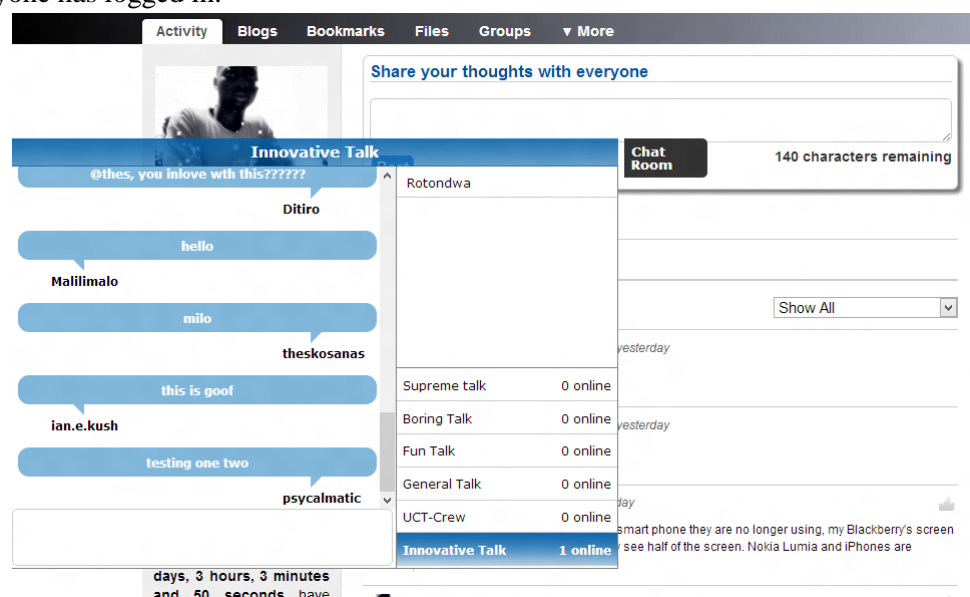 yone has logged in.
Activity Blogs Bookmarks Files Groups ▼ More
Share your thoughts with everyone
140 characters remaining
Chat
Room
Innovative Talk
@thes, you inlove wth this??????
Ditiro
hello
Malilimalo
milo
theskosanas
this is goof
ian.e.kush
testing one two
psycalmatic
Rotondwa
Supreme talk 0 online
Boring Talk 0 online
Fun Talk 0 online
General Talk 0 online
UCT-Crew 0 online
Innovative Talk 1 online
Show All
yesterday
yesterday
day
smart phone they are no longer using, my Blackberry's screen
see half of the screen. Nokia Lumia and iPhones are
days, 3 hours, 3 minutes
and 50 seconds have